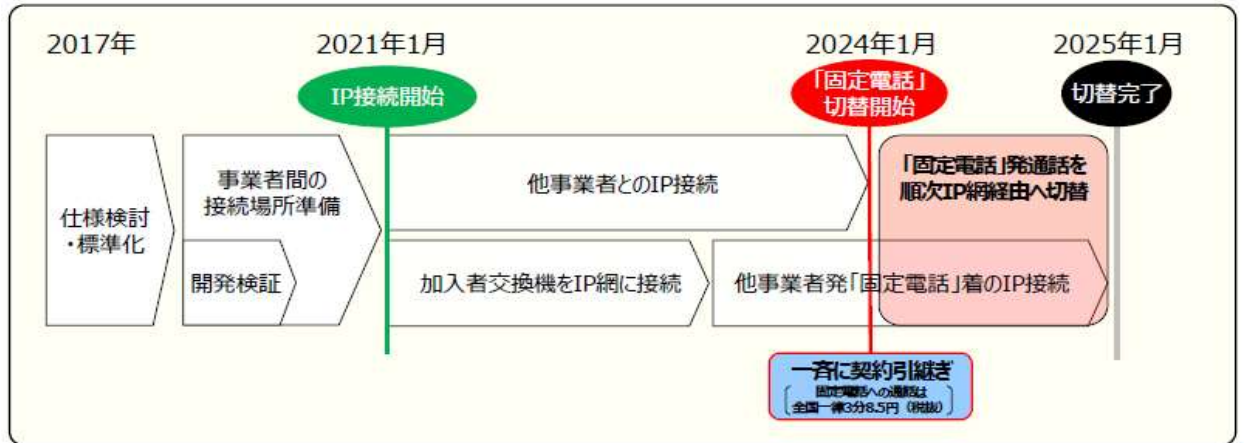 2017年
2021年1月
2024年1月
2025年1月
IP接続開始
「固定電話」
切替開始
切替完了
仕様検討
・標準化
事業者間の
接続場所準備
開発検証
他事業者とのIP接続
「固定電話」発通話を
順次IP網経由へ切替
加入者交換機をIP網に接続
他事業者発「固定電話」着のIP接続
一斉に契約引継ぎ
固定電話への通話は
全国一律3分8.5円（税抜）